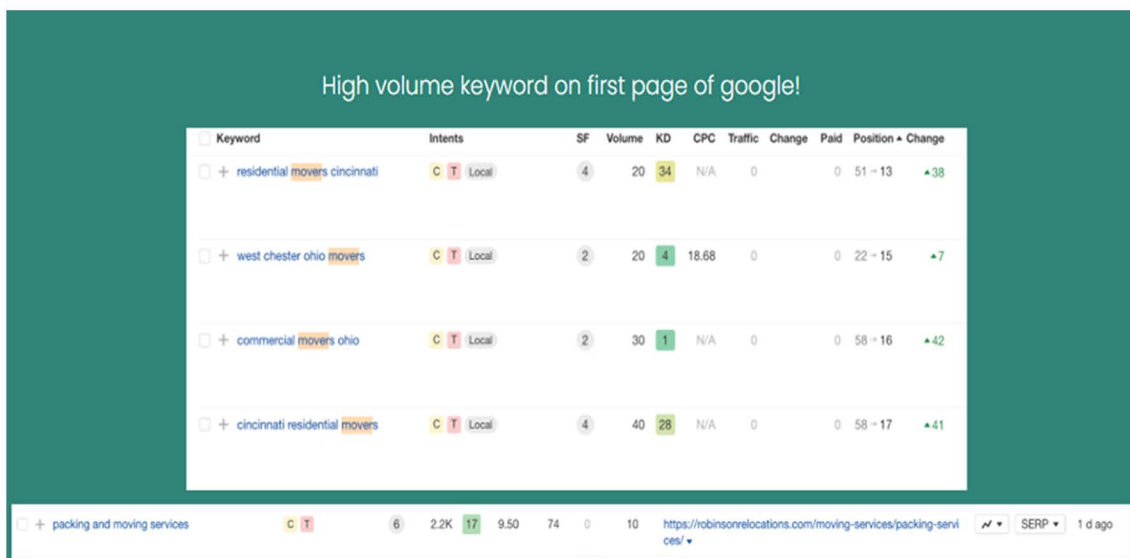 High volume keyword on first page of google!
Keyword Intents SF Volume KD CPC Traffic Change Paid Position Change
+ residential movers cincinnati C T Local 4 20 34 N/A 0 0 51 → 13 ▲38
+ west chester ohio movers C T Local 2 20 4 18.68 0 0 22 → 15 ▲7
+ commercial movers ohio C T Local 2 30 1 N/A 0 0 58 → 16 ▲42
+ cincinnati residential movers C T Local 4 40 28 N/A 0 0 58 → 17 ▲41
+ packing and moving services C T 6 2.2K 17 9.50 74 0 10 https://robinsonrelocations.com/moving-services/packing-servi SERP 1 d ago
ces/